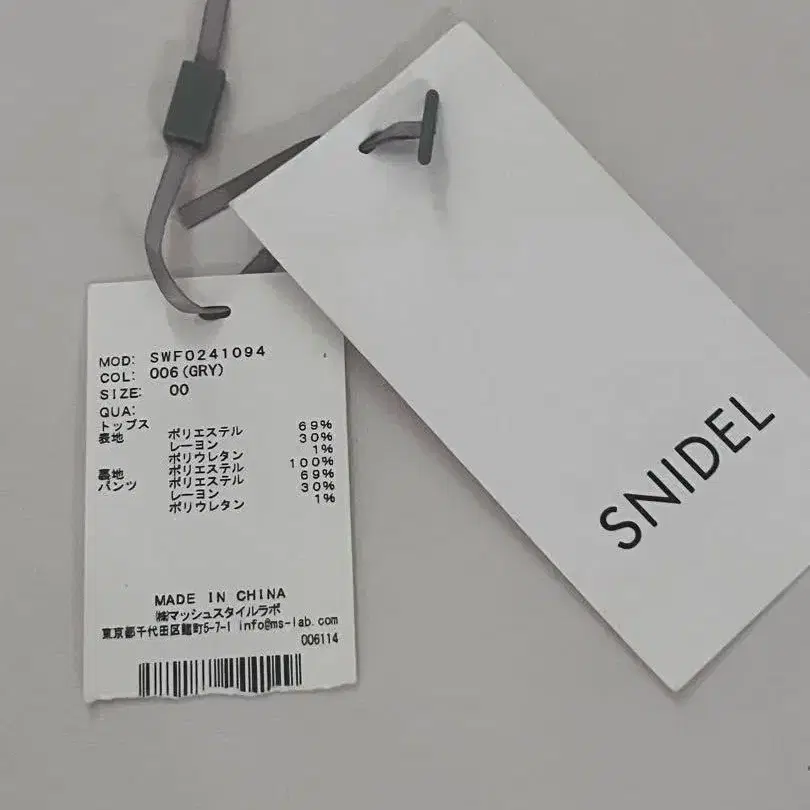 MOD: SWF0241094
COL: 006(GRY)
SIZE: 00
QUA:
トップス
表地 ポリエステル 69%
レーヨン 30%
ポリウレタン 1%
裏地 ポリエステル 100%
パンツ ポリエステル 69%
レーヨン 30%
ポリウレタン 1%
MADE IN CHINA
㈱マッシュスタイルラボ
東京都千代田区麹町5-7-1 info@ms-lab.com
006114
SNIDEL